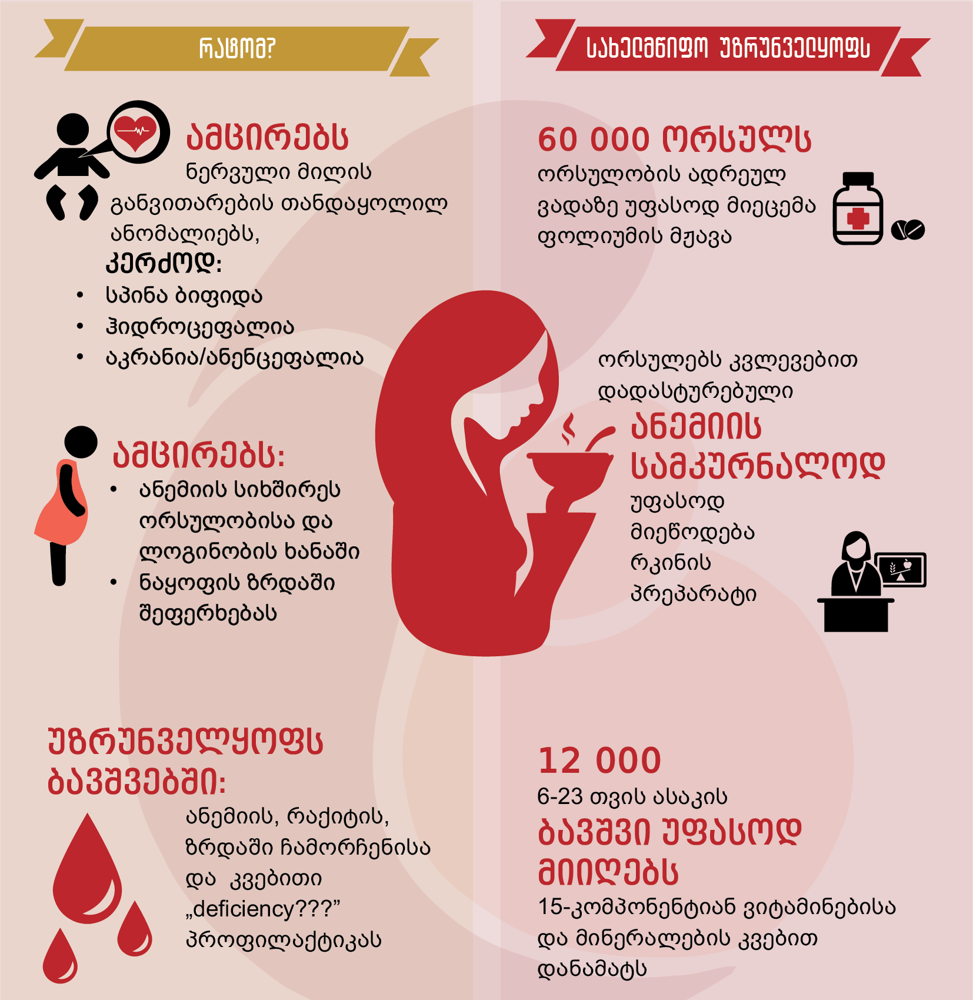 რატომ?
ამცირებს
ნერვული მილის
განვითარების თანდაყოლილ
ანომალიებს,
კერძოდ:
• სპინა ბიფიდა
• ჰიდროცეფალია
• აკრანია/ანენცეფალია
ამცირებს:
• ანემიის სიხშირეს
ორსულობისა და
ლოგინობის ხანაში
• ნაყოფის ზრდაში
შეფერხებას
უზრუნველყოფს
ბავშვებში:
ანემიის, რაქიტის,
ზრდაში ჩამორჩენისა
და კვებითი
„deficiency???”
პროფილაქტიკას
სახელმწიფო უზრუნველყოფს
60 000 ორსულს
ორსულობის ადრეულ
ვადაზე უფასოდ მიეცემა
ფოლიუმის მჟავა
ორსულებს კვლევებით
დადასტურებული
ანემიის
სამკურნალოდ
უფასოდ
მიეწოდება
რკინის
პრეპარატი
12 000
6-23 თვის ასაკის
ბავშვი უფასოდ
მიიღებს
15-კომპონენტიან ვიტამინებისა
და მინერალების კვებით
დანამატს